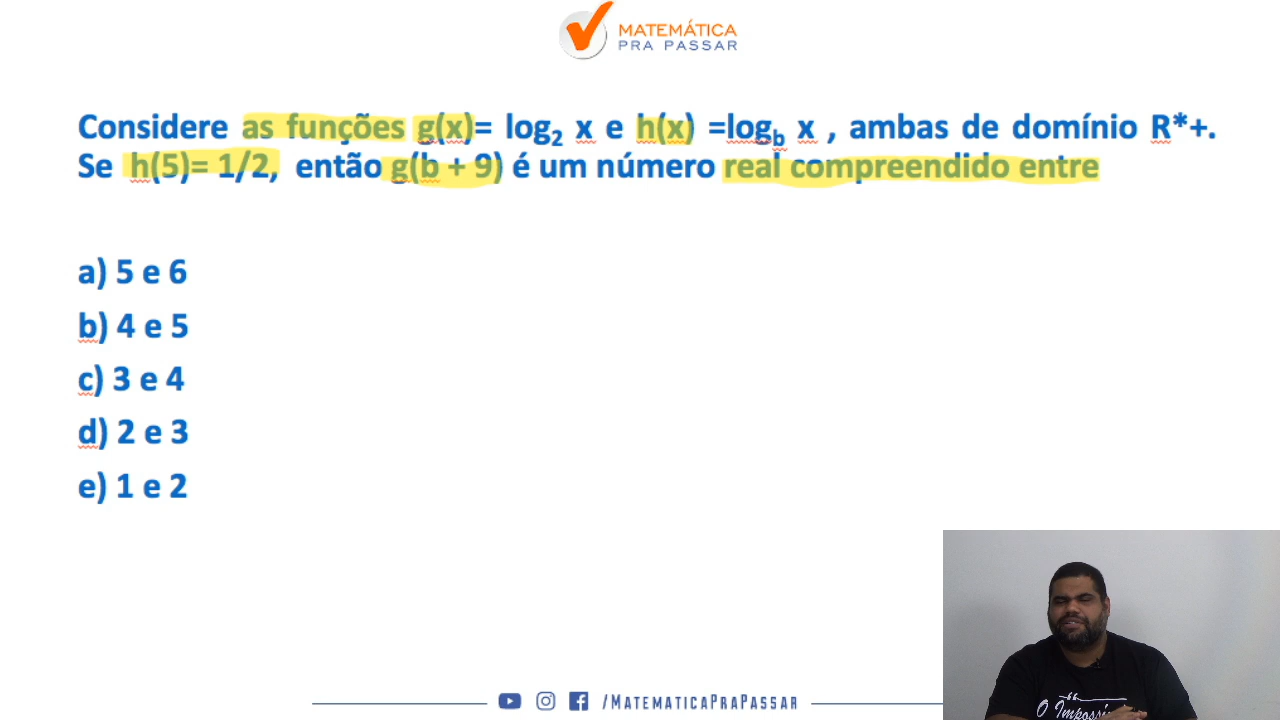 MATEMÁTICA
PRA PASSAR
Considere as funções g(x)= log₂ x e h(x) =log_b x , ambas de domínio R*+.
Se h(5)= 1/2, então g(b + 9) é um número real compreendido entre
a) 5 e 6
b) 4 e 5
c) 3 e 4
d) 2 e 3
e) 1 e 2
/MATEMATICAPRAPASSAR
“
O